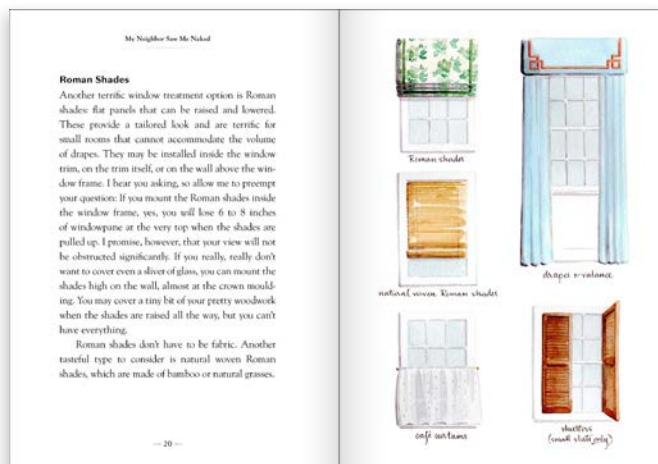 My Neighbor Saw Me Naked
Roman Shades
Another terrific window treatment option is Roman
shades: flat panels that can be raised and lowered.
These provide a tailored look and are terrific for
small rooms that cannot accommodate the volume
of drapes. They may be installed inside the window
trim, on the trim itself, or on the wall above the win-
dow frame. I hear you asking, so allow me to preempt
your question: If you mount the Roman shades inside
the window frame, yes, you will lose 6 to 8 inches
of windowpane at the very top when the shades are
pulled up. I promise, however, that your view will not
be obstructed significantly. If you really, really don't
want to cover even a sliver of glass, you can mount the
shades high on the wall, almost at the crown mould-
ing. You may cover a tiny bit of your pretty woodwork
when the shades are raised all the way, but you can't
have everything.
Roman shades don't have to be fabric. Another
tasteful type to consider is natural woven Roman
shades, which are made of bamboo or natural grasses.
— 20 —
Roman shades
natural woven Roman shades
café curtains
drapes & valance
shutters
(small slats only)